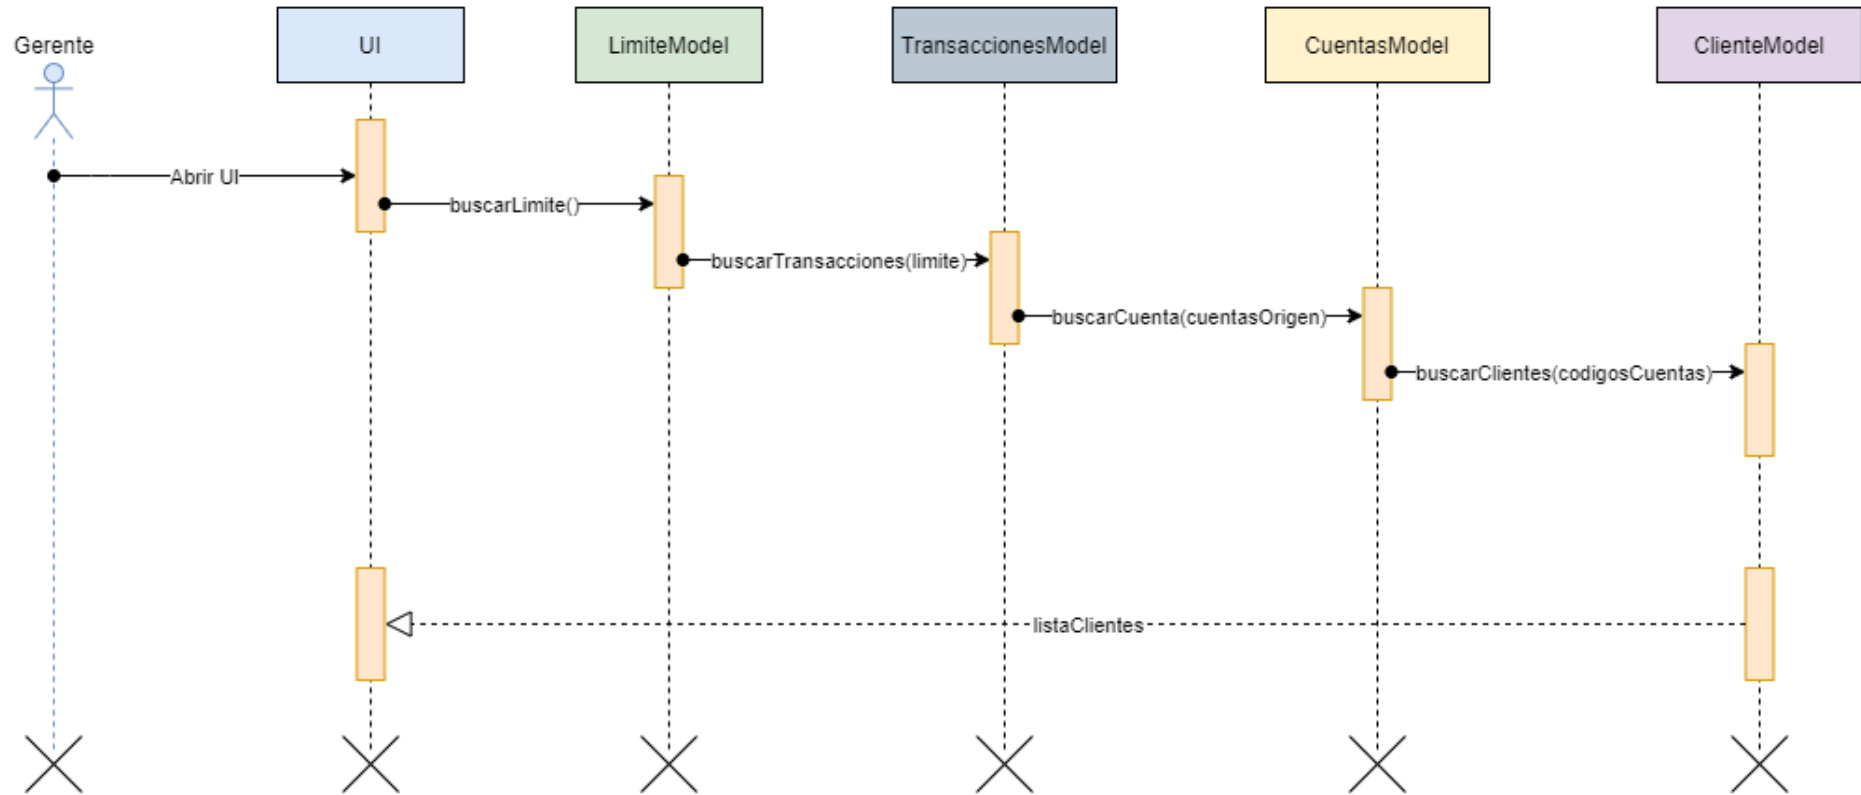 Gerente
UI
LimiteModel
TransaccionesModel
CuentasModel
ClienteModel
Abrir UI
buscarLimite()
buscarTransacciones(limite)
buscarCuenta(cuentasOrigen)
buscarClientes(codigosCuentas)
listaClientes